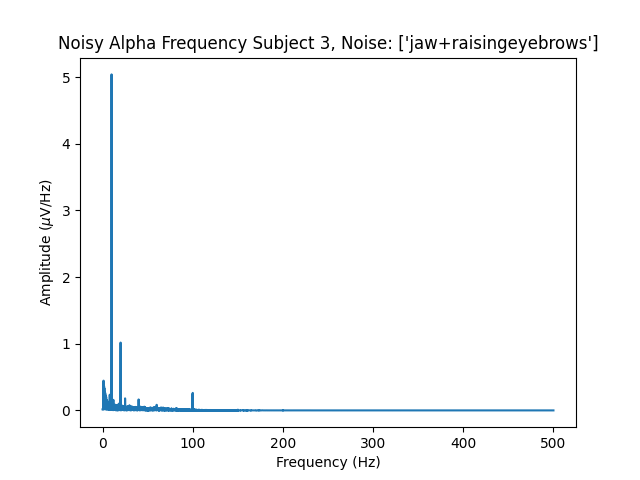 Noisy Alpha Frequency Subject 3, Noise: ['jaw+raisingeyebrows']
5
4
3
2
1
0
Amplitude (μV/Hz)
0 100 200 300 400 500
Frequency (Hz)